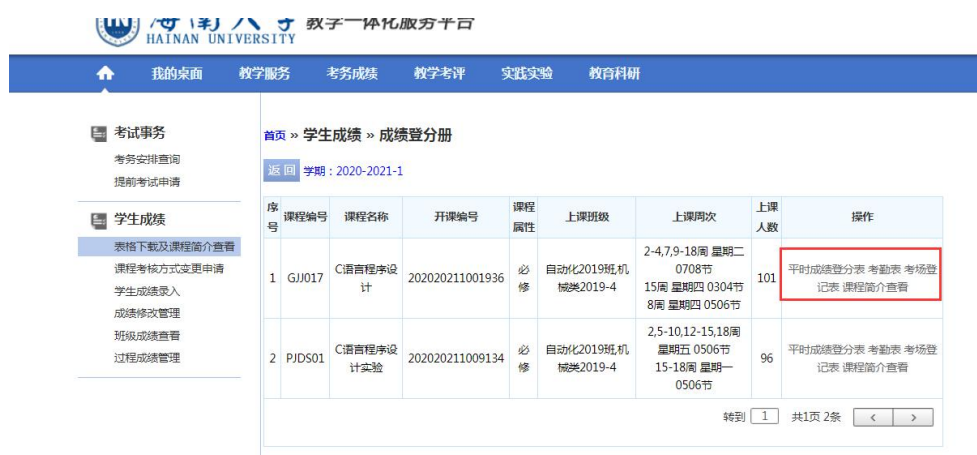 海南大学 教学一体化服务平台
HAINAN UNIVERSITY
我的桌面 教学服务 考务成绩 教学考评 实践实验 教育科研
考试事务
考务安排查询
提前考试申请
学生成绩
表格下载及课程简介查看
课程考核方式变更申请
学生成绩录入
成绩修改管理
班级成绩查看
过程成绩管理
首页 » 学生成绩 » 成绩登分册
返回 学期：2020-2021-1
序号 课程编号 课程名称 开课编号 课程属性 上课班级 上课周次 上课人数 操作
1 GJJ017 C语言程序设计 202020211001936 必修 自动化2019班,机械类2019-4 2-4,7,9-18周 星期二 0708节 15周 星期四 0304节 8周 星期四 0506节 101 平时成绩登分表 考勤表 考场登记表 课程简介查看
2 PJDS01 C语言程序设计实验 202020211009134 必修 自动化2019班,机械类2019-4 2,5-10,12-15,18周 星期五 0506节 15-18周 星期一 0506节 96 平时成绩登分表 考勤表 考场登记表 课程简介查看
转到 1 共1页 2条 < >